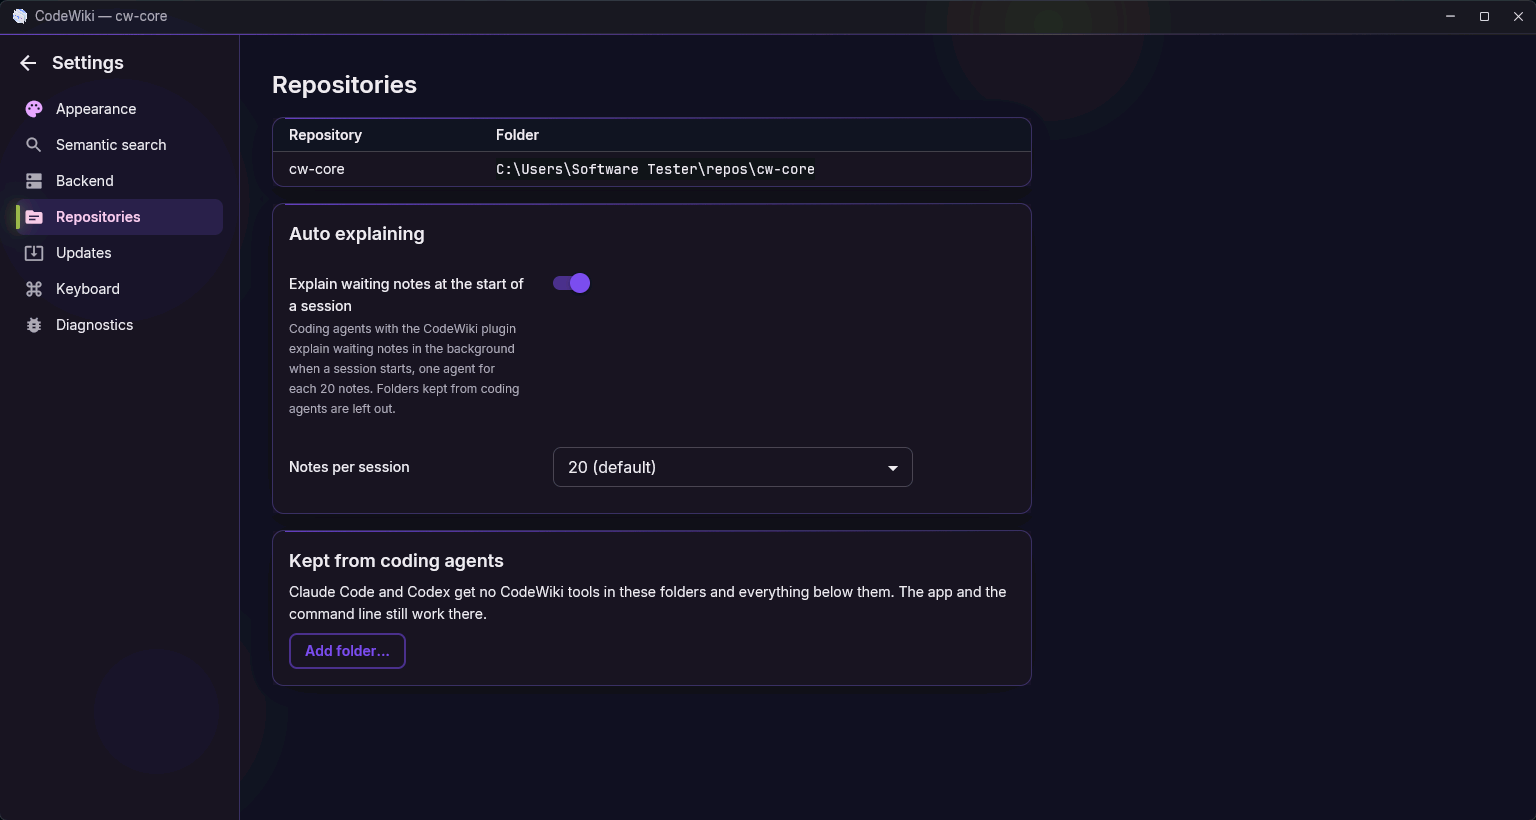 CodeWiki — cw-core
Settings
Appearance
Semantic search
Backend
Repositories
Updates
Keyboard
Diagnostics
Repositories
Repository Folder
cw-core C:\Users\Software Tester\repos\cw-core
Auto explaining
Explain waiting notes at the start of
a session
Coding agents with the CodeWiki plugin
explain waiting notes in the background
when a session starts, one agent for
each 20 notes. Folders kept from coding
agents are left out.
Notes per session 20 (default)
Kept from coding agents
Claude Code and Codex get no CodeWiki tools in these folders and everything below them. The app and the
command line still work there.
Add folder...